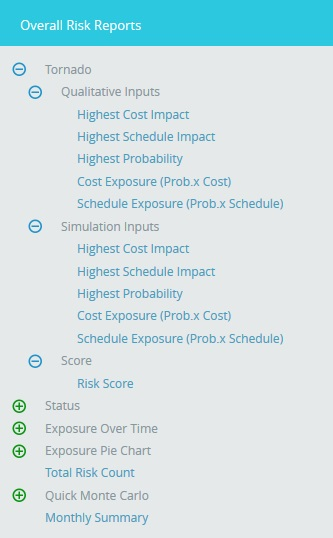 Overall Risk Reports
Tornado
Qualitative Inputs
Highest Cost Impact
Highest Schedule Impact
Highest Probability
Cost Exposure (Prob.x Cost)
Schedule Exposure (Prob.x Schedule)
Simulation Inputs
Highest Cost Impact
Highest Schedule Impact
Highest Probability
Cost Exposure (Prob.x Cost)
Schedule Exposure (Prob.x Schedule)
Score
Risk Score
Status
Exposure Over Time
Exposure Pie Chart
Total Risk Count
Quick Monte Carlo
Monthly Summary